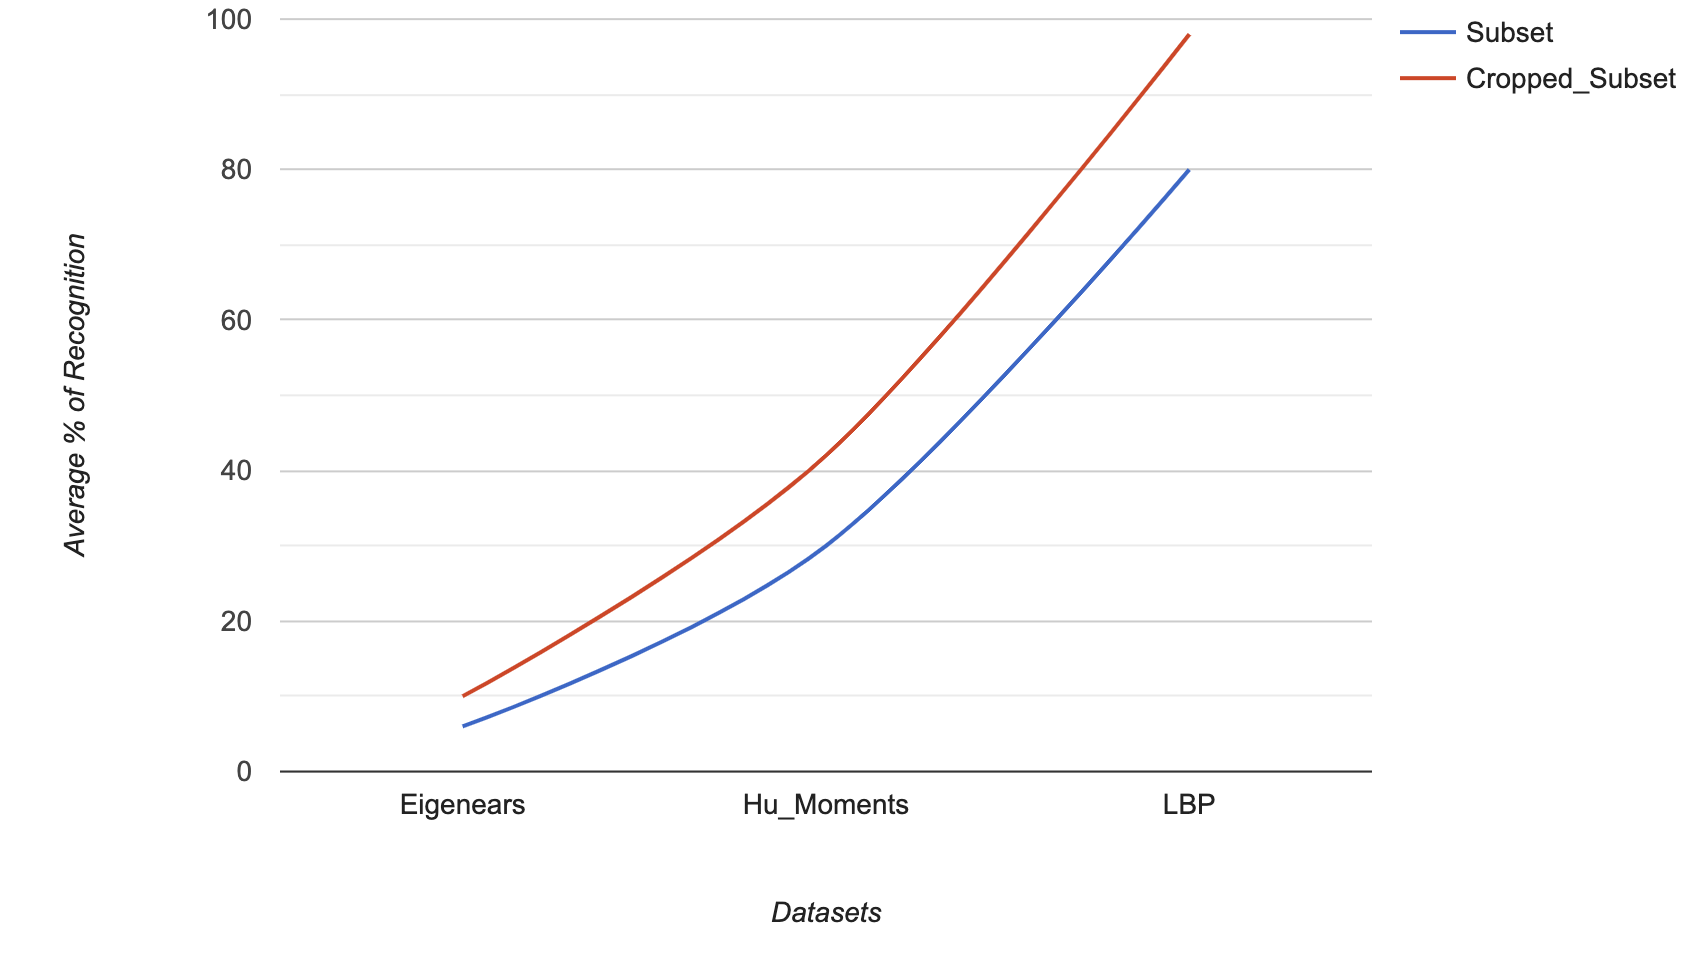 100
80
60
40
20
0
Average % of Recognition
Eigenears
Hu_Moments
LBP
Datasets
Subset
Cropped_Subset